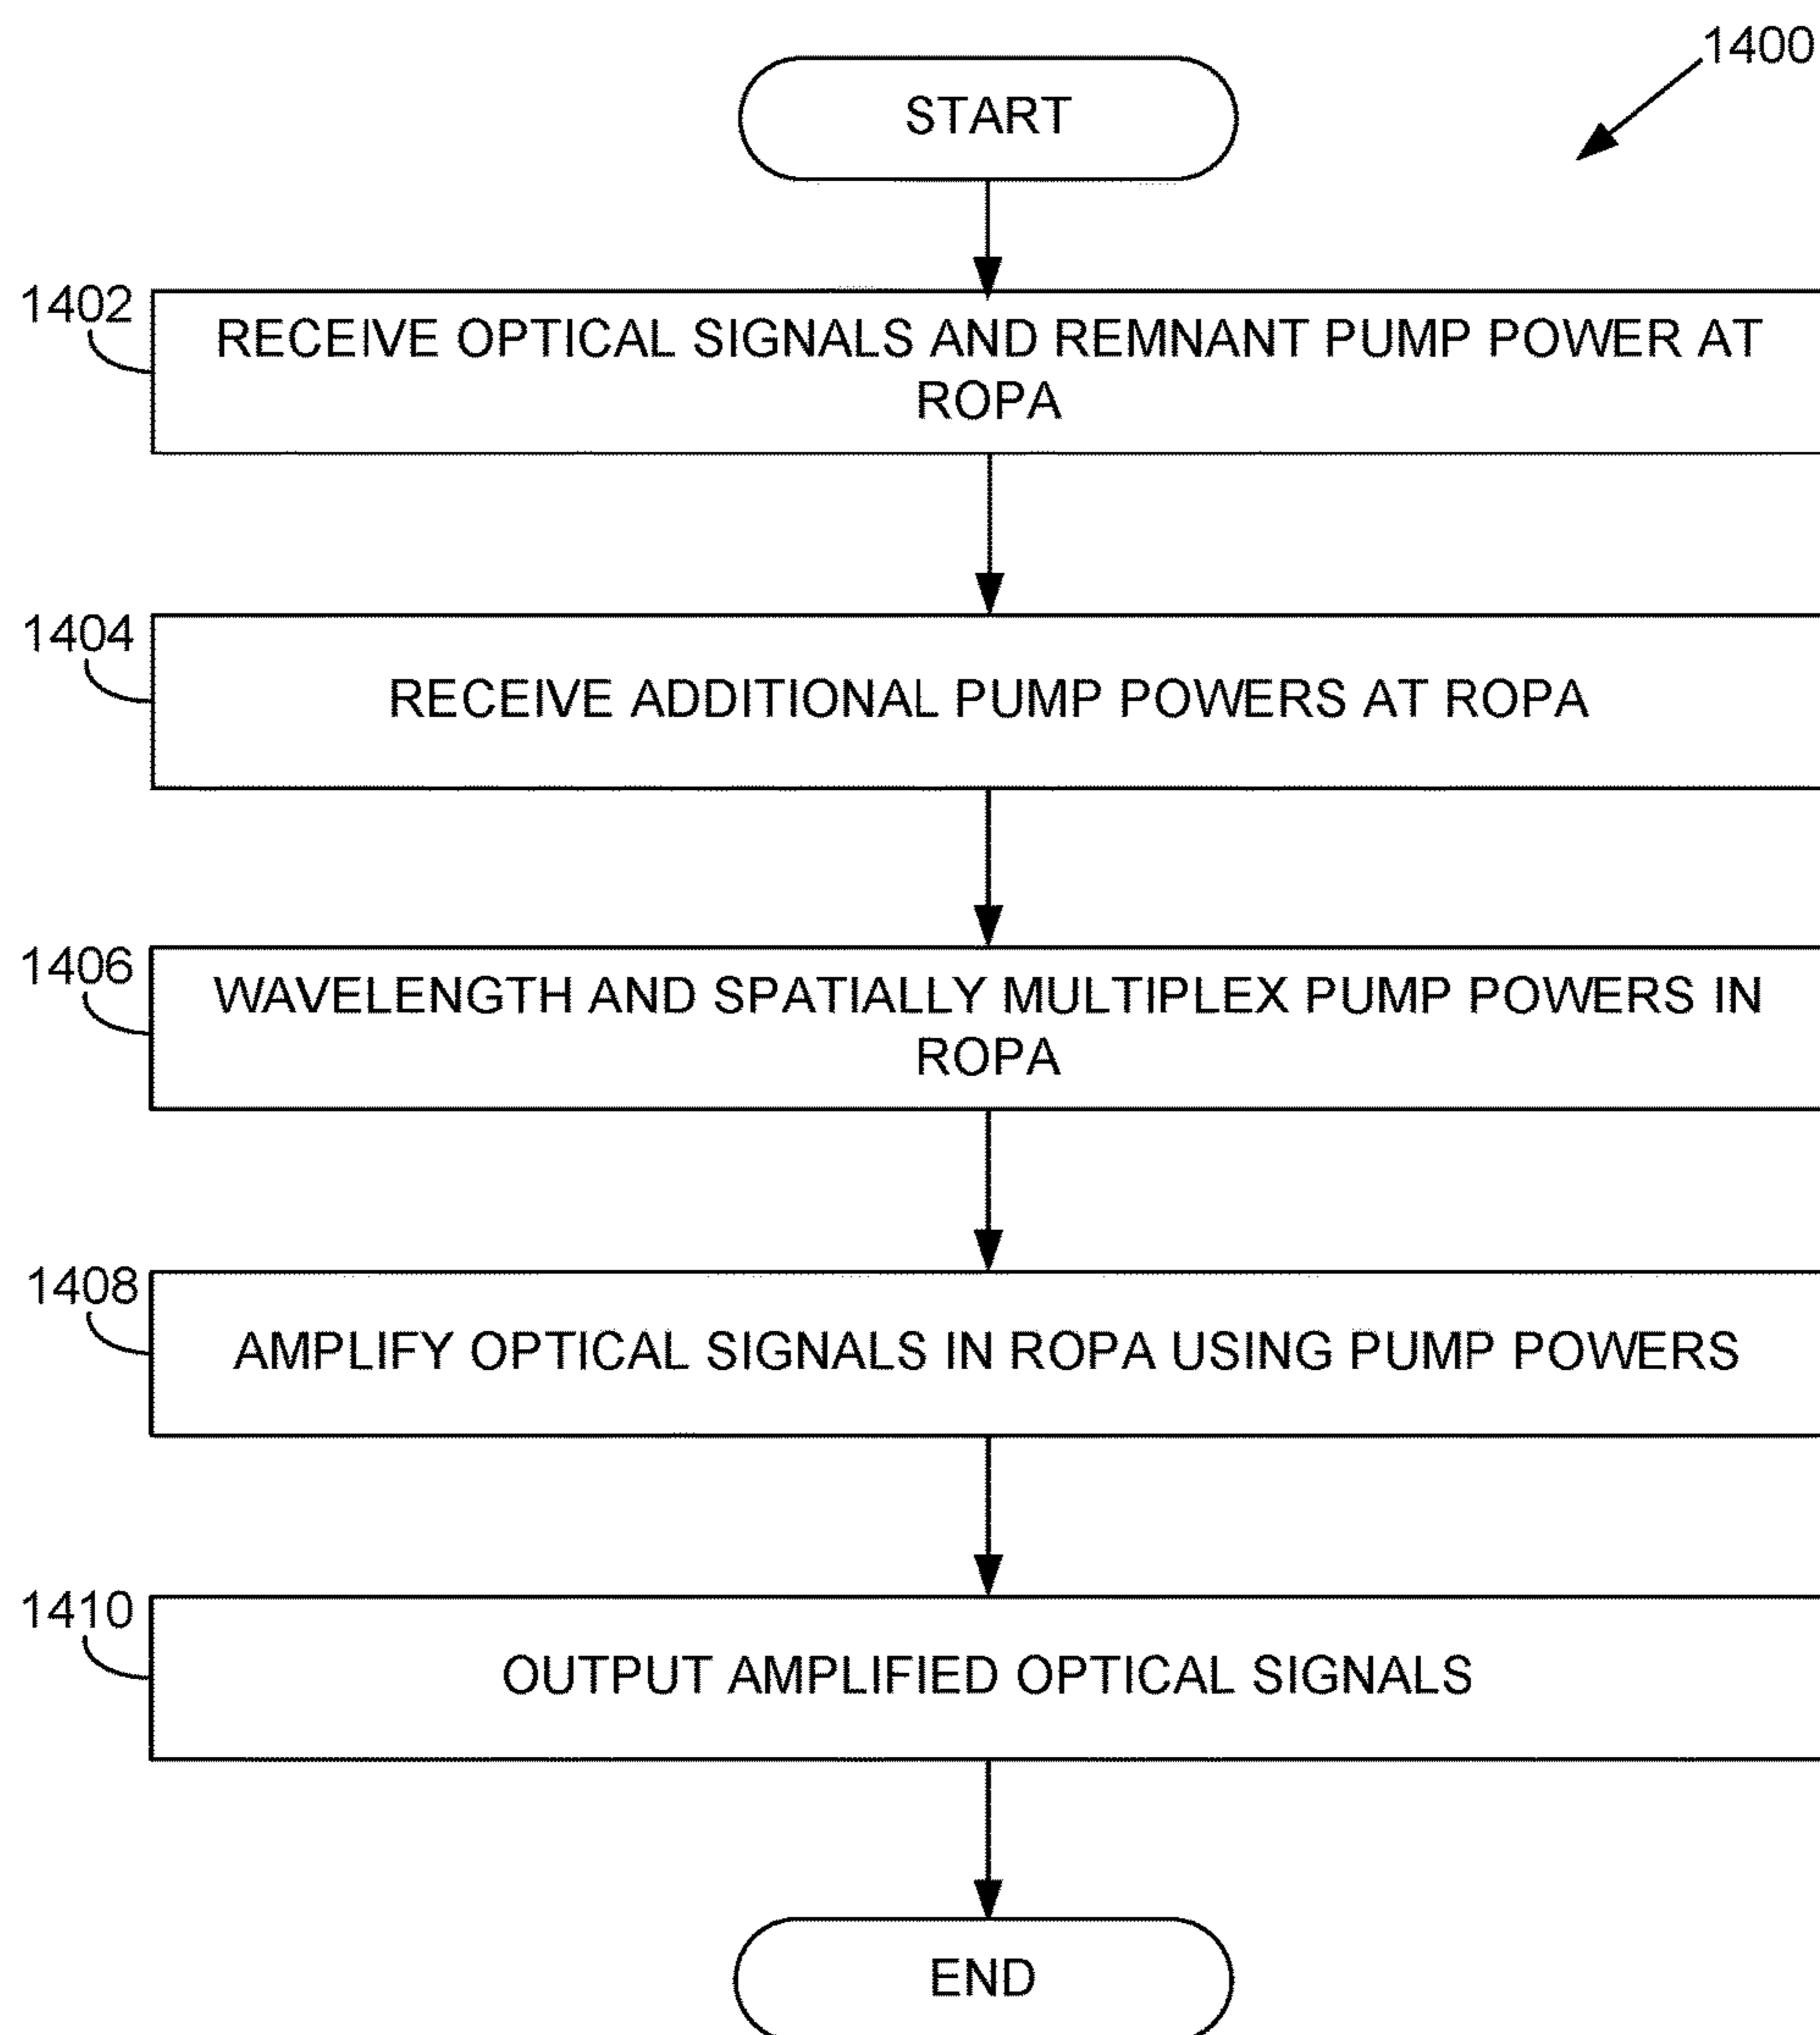 1400
START
1402
RECEIVE OPTICAL SIGNALS AND REMNANT PUMP POWER AT
ROPA
1404
RECEIVE ADDITIONAL PUMP POWERS AT ROPA
1406
WAVELENGTH AND SPATIALLY MULTIPLEX PUMP POWERS IN
ROPA
1408
AMPLIFY OPTICAL SIGNALS IN ROPA USING PUMP POWERS
1410
OUTPUT AMPLIFIED OPTICAL SIGNALS
END